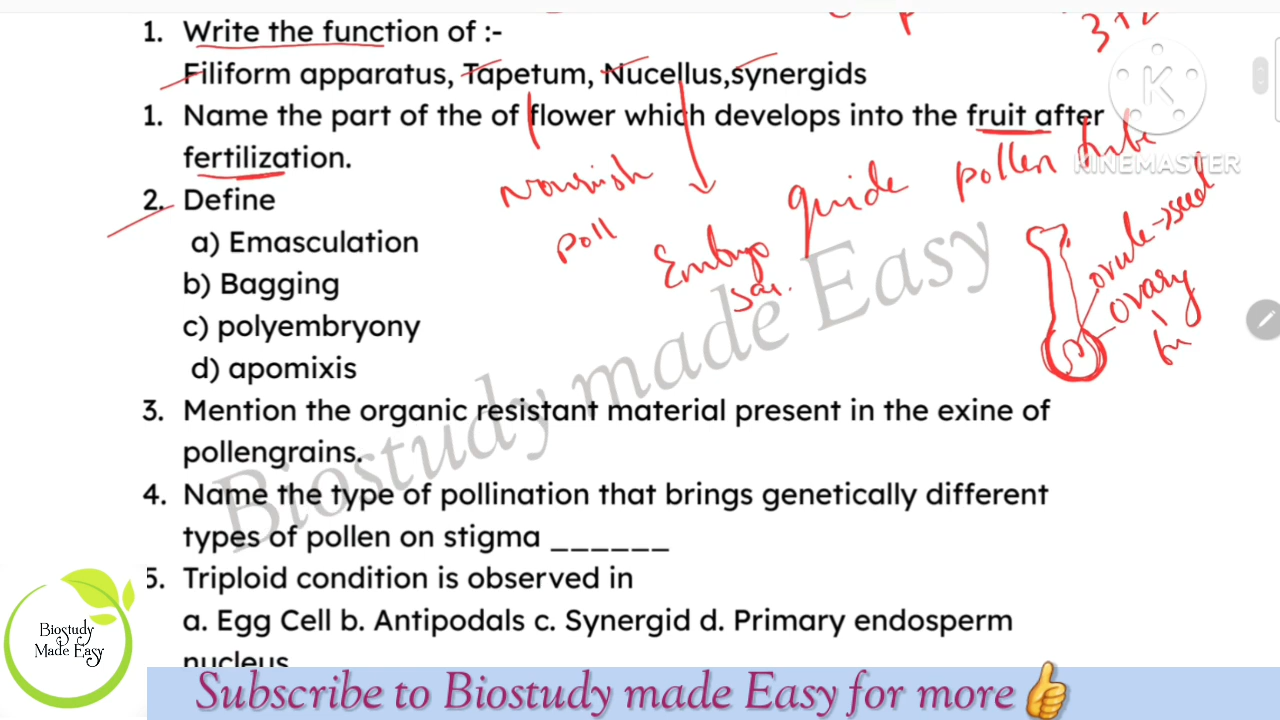 3+2
1. Write the function of :-
Filiform apparatus, Tapetum, Nucellus,synergids
1. Name the part of the of flower which develops into the fruit after
fertilization.
KINEMASTER
Nourish
poll
Embryo
sac.
guide pollen tube
ovule→seed
ovary
2. Define
a) Emasculation
b) Bagging
c) polyembryony
d) apomixis
3. Mention the organic resistant material present in the exine of
pollengrains.
4. Name the type of pollination that brings genetically different
types of pollen on stigma ______
5. Triploid condition is observed in
a. Egg Cell b. Antipodals c. Synergid d. Primary endosperm
nucleus
Biostudy made Easy
Biostudy
Made Easy
Subscribe to Biostudy made Easy for more👍